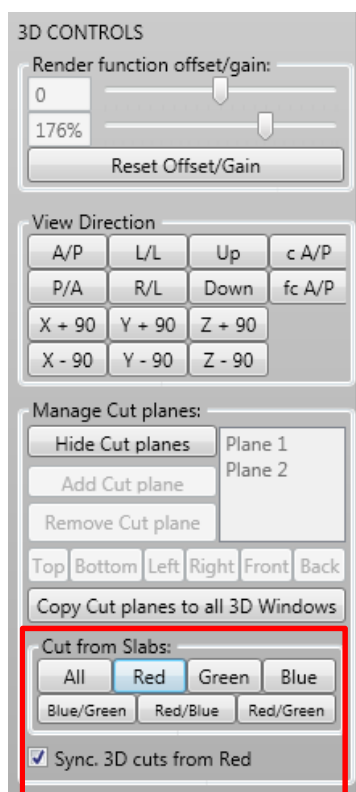 3D CONTROLS
Render function offset/gain:
0
176%
Reset Offset/Gain
View Direction
A/P L/L Up c A/P
P/A R/L Down fc A/P
X + 90 Y + 90 Z + 90
X - 90 Y - 90 Z - 90
Manage Cut planes:
Hide Cut planes Plane 1
Add Cut plane Plane 2
Remove Cut plane
Top Bottom Left Right Front Back
Copy Cut planes to all 3D Windows
Cut from Slabs:
All Red Green Blue
Blue/Green Red/Blue Red/Green
Sync. 3D cuts from Red